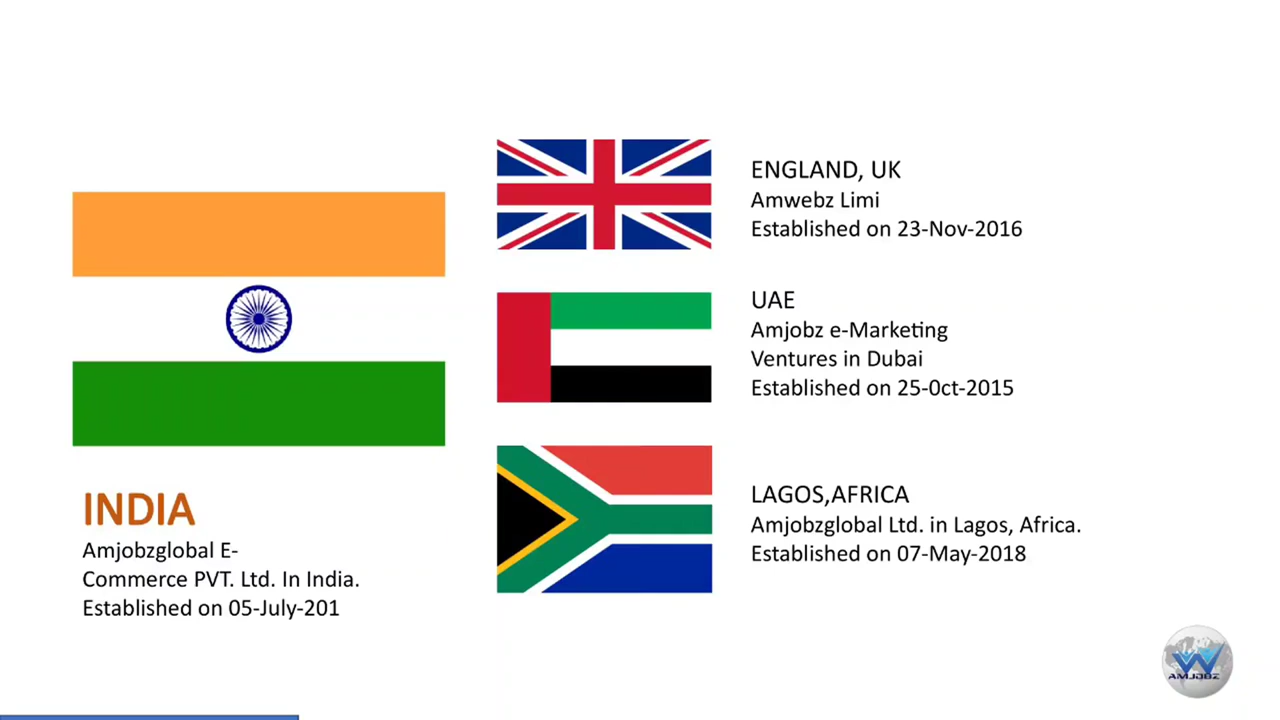 INDIA
Amjobzglobal E-
Commerce PVT. Ltd. In India.
Established on 05-July-201
ENGLAND, UK
Amwebz Limi
Established on 23-Nov-2016
UAE
Amjobz e-Marketing
Ventures in Dubai
Established on 25-0ct-2015
LAGOS,AFRICA
Amjobzglobal Ltd. in Lagos, Africa.
Established on 07-May-2018
W
AMJOBZ